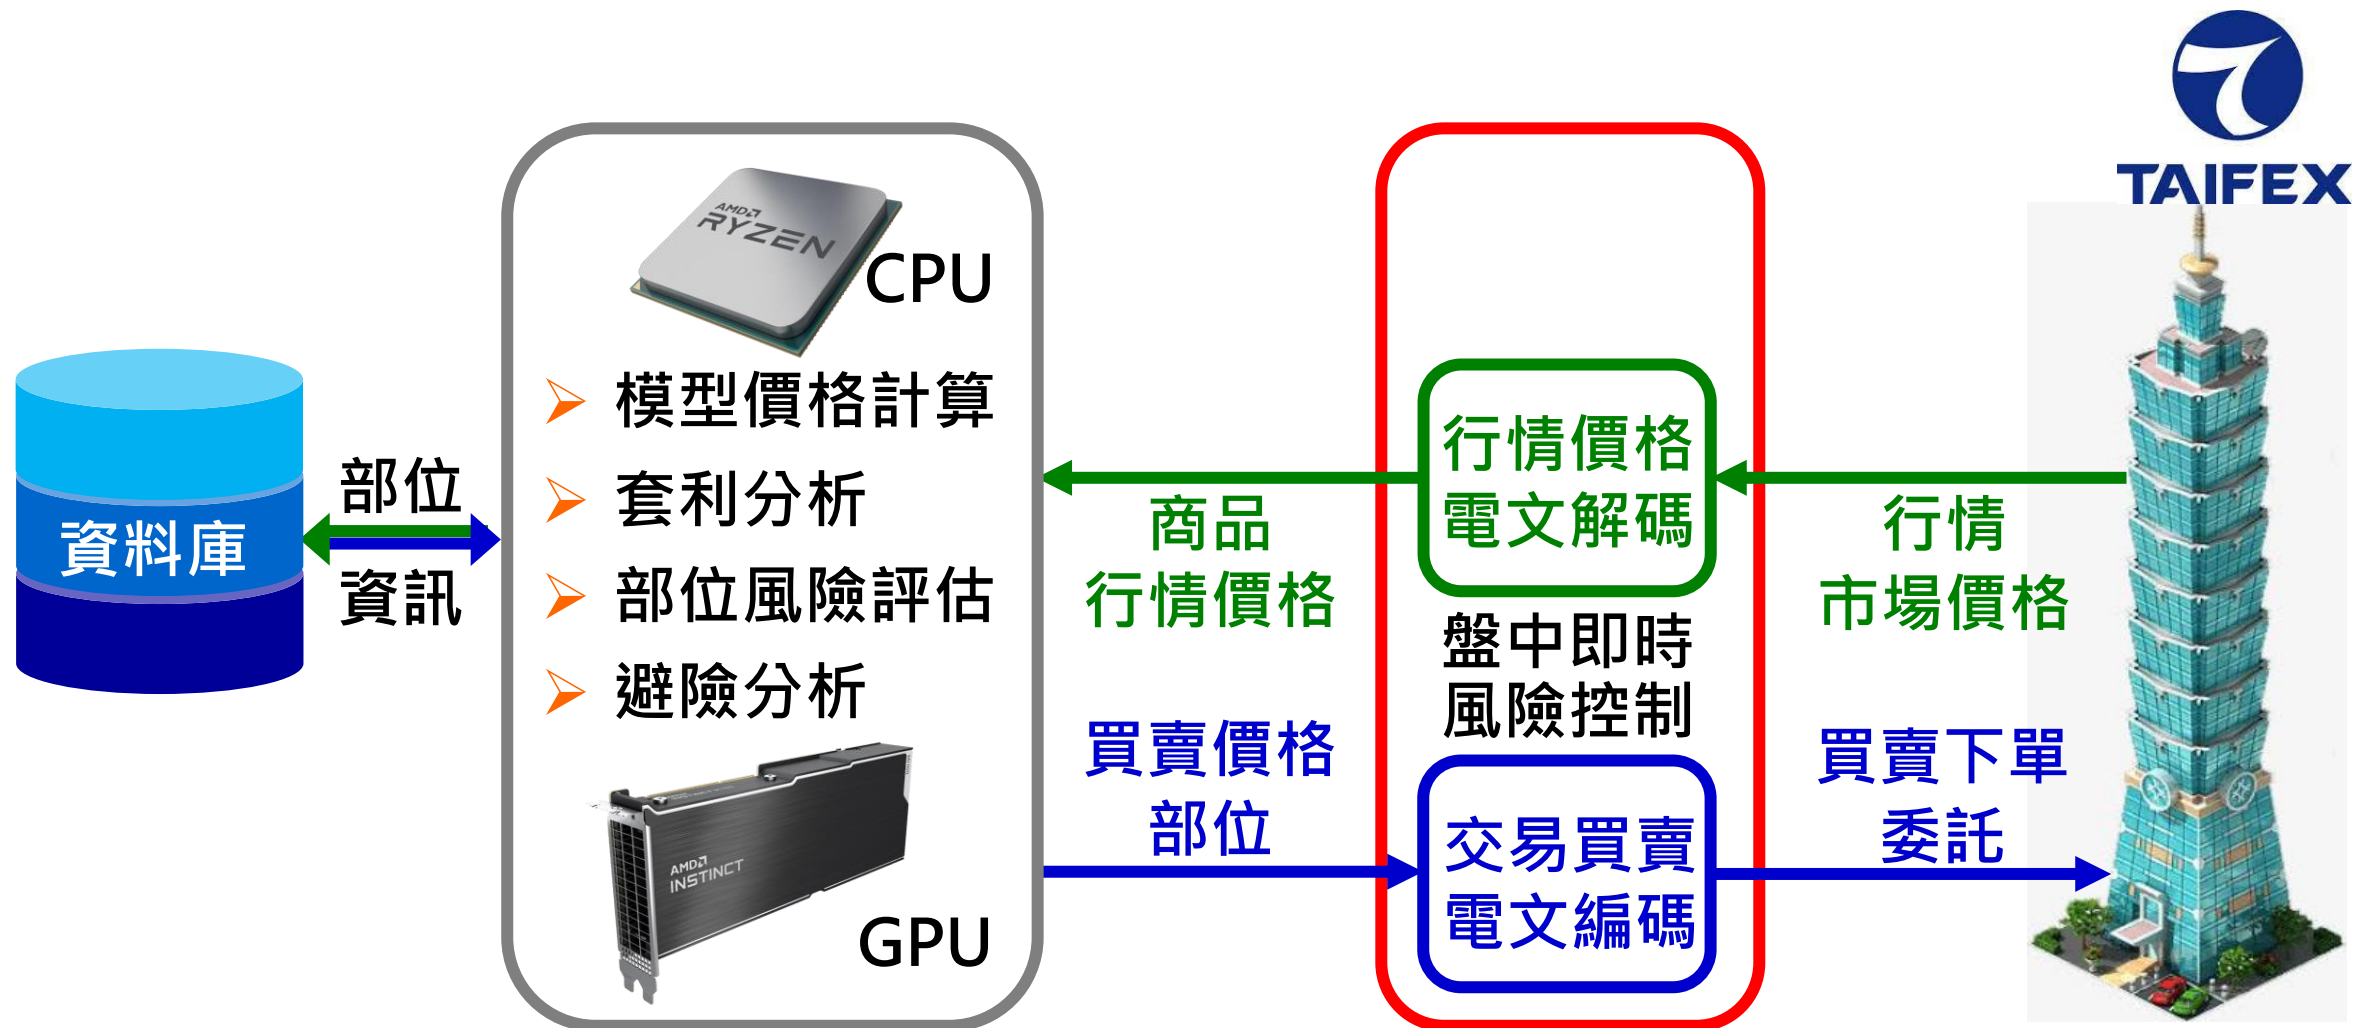 TAIFEX
AMD
RYZEN
CPU
模型價格計算
套利分析
部位風險評估
避險分析
AMD
INSTINCT
GPU
資料庫
部位
資訊
商品
行情價格
買賣價格
部位
行情價格
電文解碼
盤中即時
風險控制
交易買賣
電文編碼
行情
市場價格
買賣下單
委託